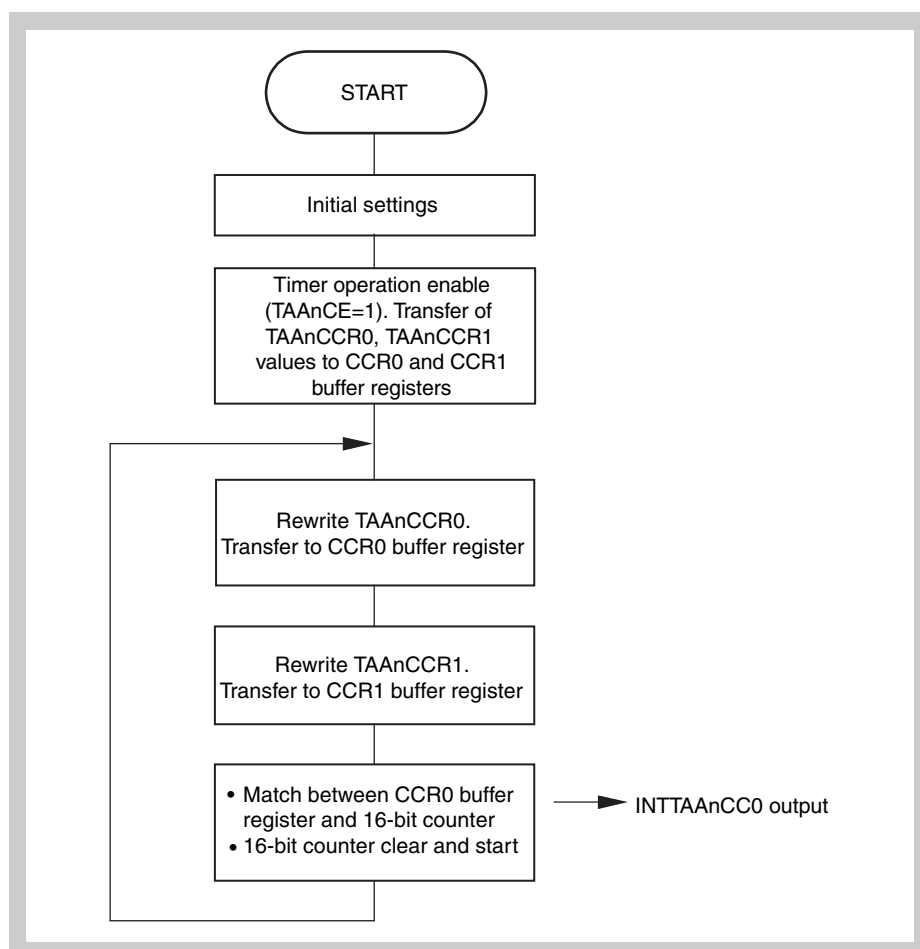 START
Initial settings
Timer operation enable
(TAAnCE=1). Transfer of
TAAnCCR0, TAAnCCR1
values to CCR0 and CCR1
buffer registers
Rewrite TAAnCCR0.
Transfer to CCR0 buffer register
Rewrite TAAnCCR1.
Transfer to CCR1 buffer register
• Match between CCR0 buffer
register and 16-bit counter
• 16-bit counter clear and start
INTTAAnCC0 output